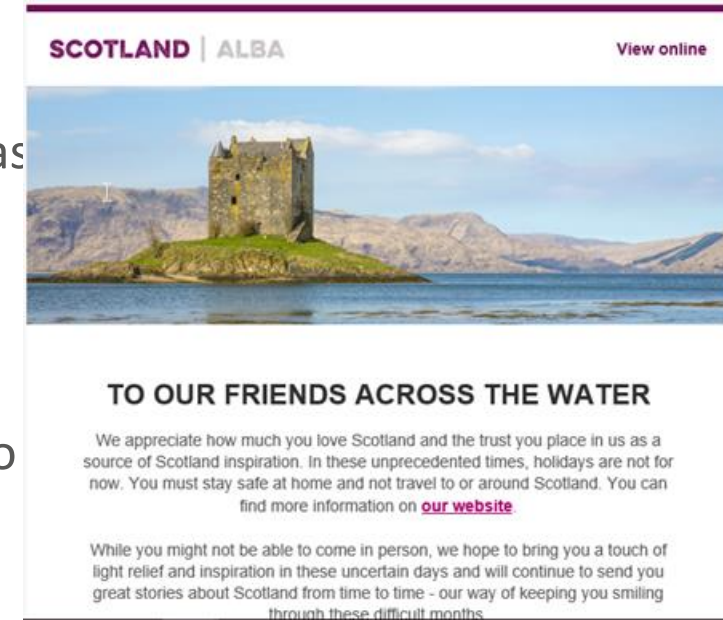 SCOTLAND | ALBA
View online
as
o
TO OUR FRIENDS ACROSS THE WATER
We appreciate how much you love Scotland and the trust you place in us as a
source of Scotland inspiration. In these unprecedented times, holidays are not for
now. You must stay safe at home and not travel to or around Scotland. You can
find more information on our website.
While you might not be able to come in person, we hope to bring you a touch of
light relief and inspiration in these uncertain days and will continue to send you
great stories about Scotland from time to time - our way of keeping you smiling
through these difficult months